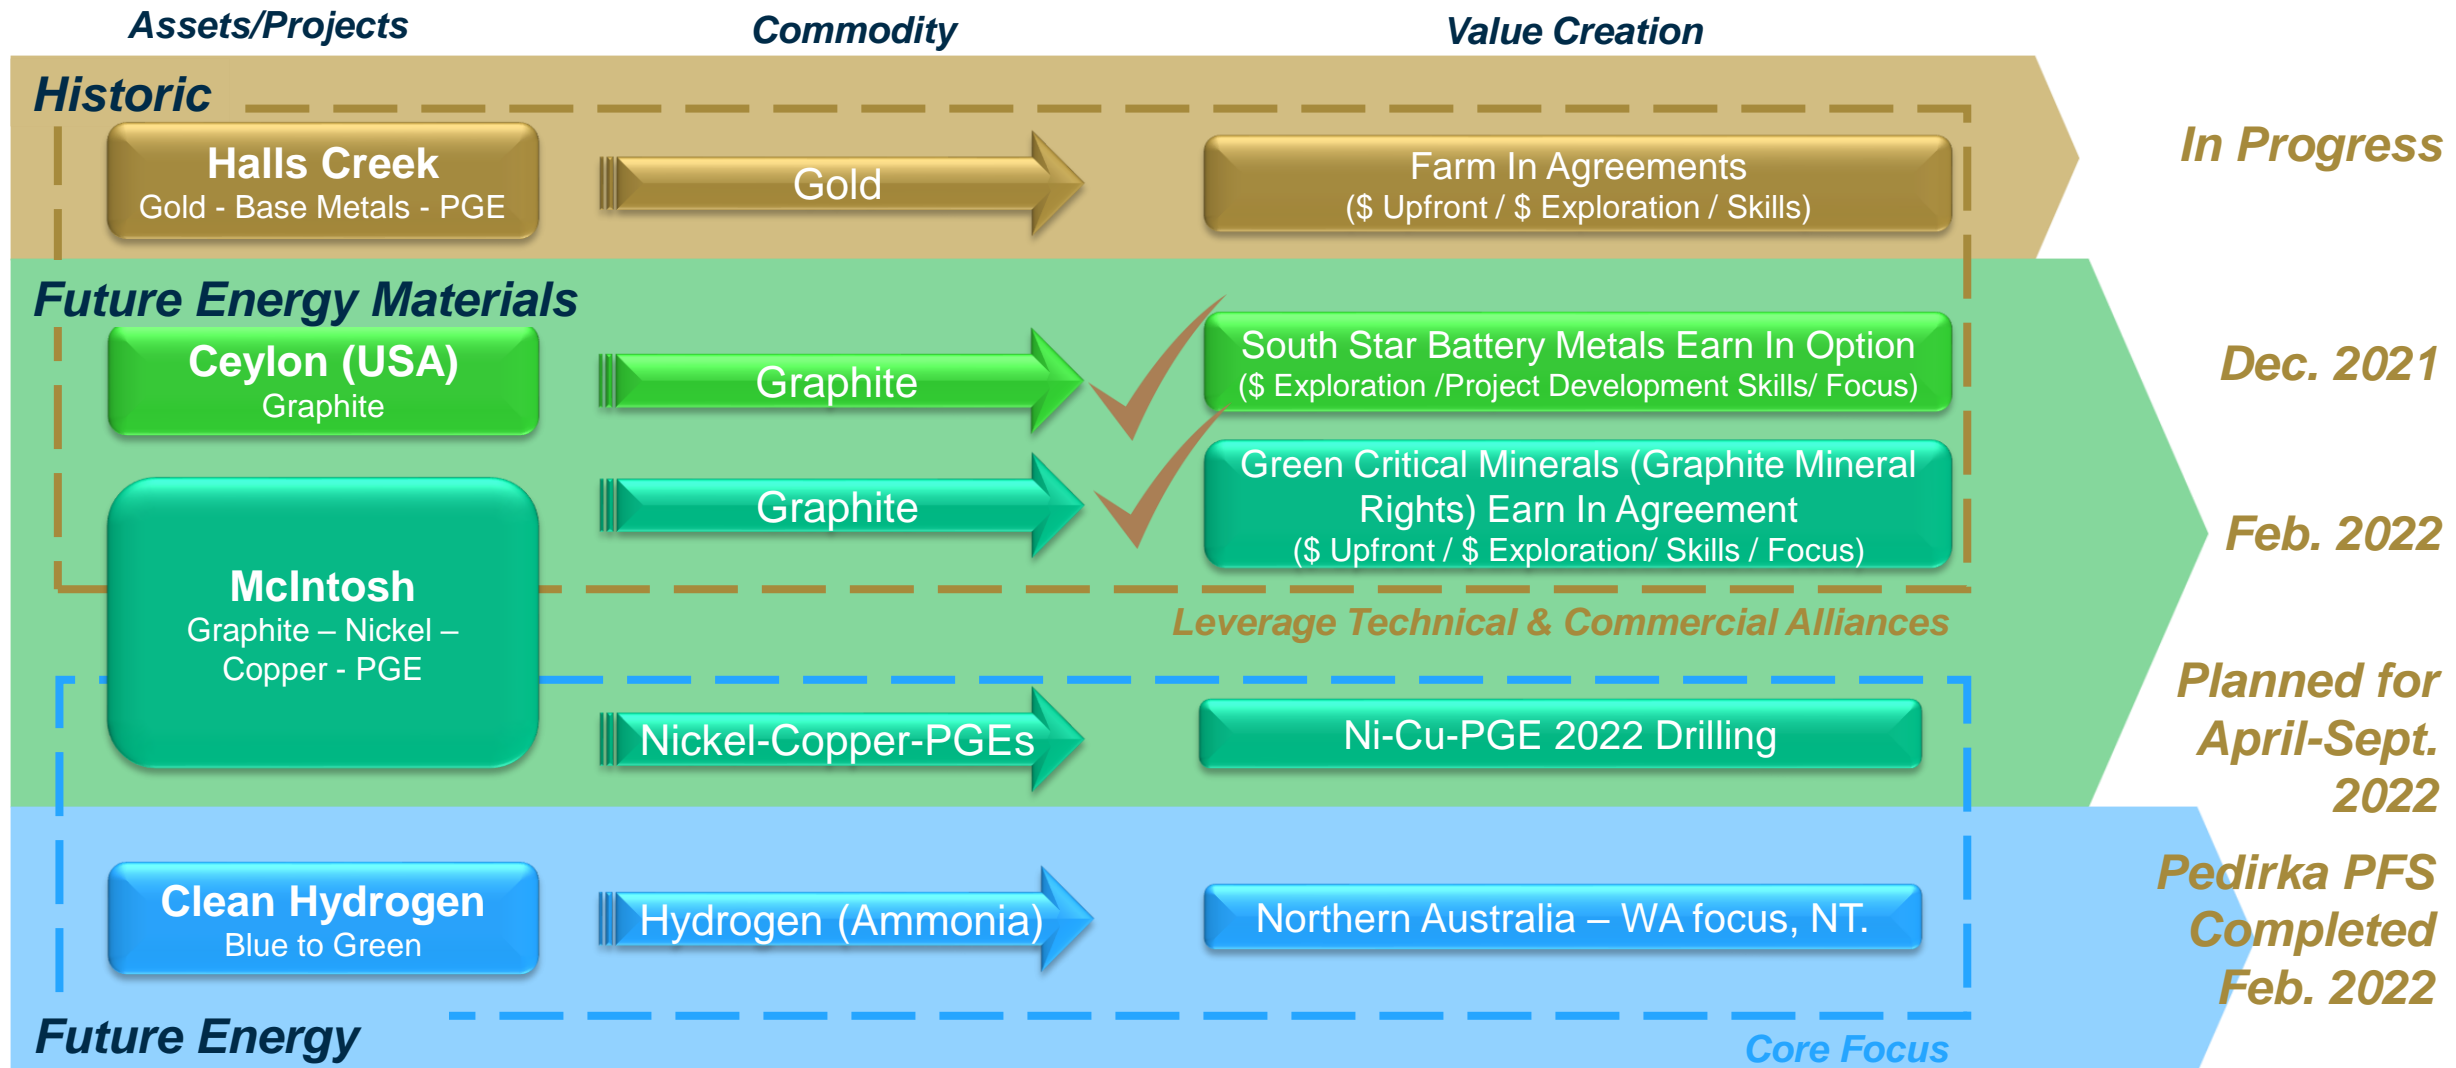 Assets/Projects
Commodity
Value Creation
Historic
Halls Creek
Gold - Base Metals - PGE
Gold
Farm In Agreements
($ Upfront / $ Exploration / Skills)
In Progress
Future Energy Materials
Ceylon (USA)
Graphite
Graphite
South Star Battery Metals Earn In Option
($ Exploration /Project Development Skills/ Focus)
Dec. 2021
McIntosh
Graphite – Nickel –
Copper - PGE
Graphite
Green Critical Minerals (Graphite Mineral
Rights) Earn In Agreement
($ Upfront / $ Exploration/ Skills / Focus)
Feb. 2022
Leverage Technical & Commercial Alliances
Nickel-Copper-PGEs
Ni-Cu-PGE 2022 Drilling
Planned for
April-Sept.
2022
Clean Hydrogen
Blue to Green
Hydrogen (Ammonia)
Northern Australia – WA focus, NT.
Pedirka PFS
Completed
Feb. 2022
Future Energy
Core Focus